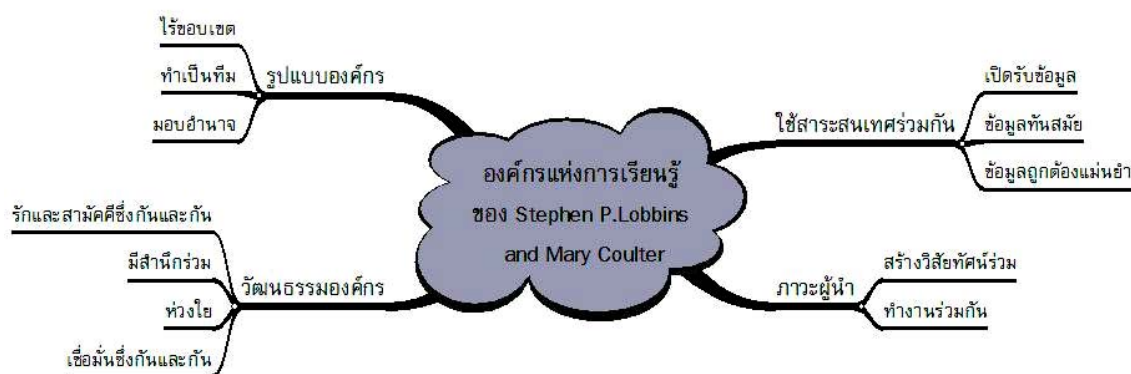 องค์กรแห่งการเรียนรู้
ของ Stephen P.Lobbins
and Mary Coulter
รูปแบบองค์กร
ไร้ขอบเขต
ทำเป็นทีม
มอบอำนาจ
วัฒนธรรมองค์กร
รักและสามัคคีซึ่งกันและกัน
มีสำนึกร่วม
ห่วงใย
เชื่อมั่นซึ่งกันและกัน
ใช้สาระสนเทศร่วมกัน
เปิดรับข้อมูล
ข้อมูลทันสมัย
ข้อมูลถูกต้องแม่นยำ
ภาวะผู้นำ
สร้างวิสัยทัศน์ร่วม
ทำงานร่วมกัน